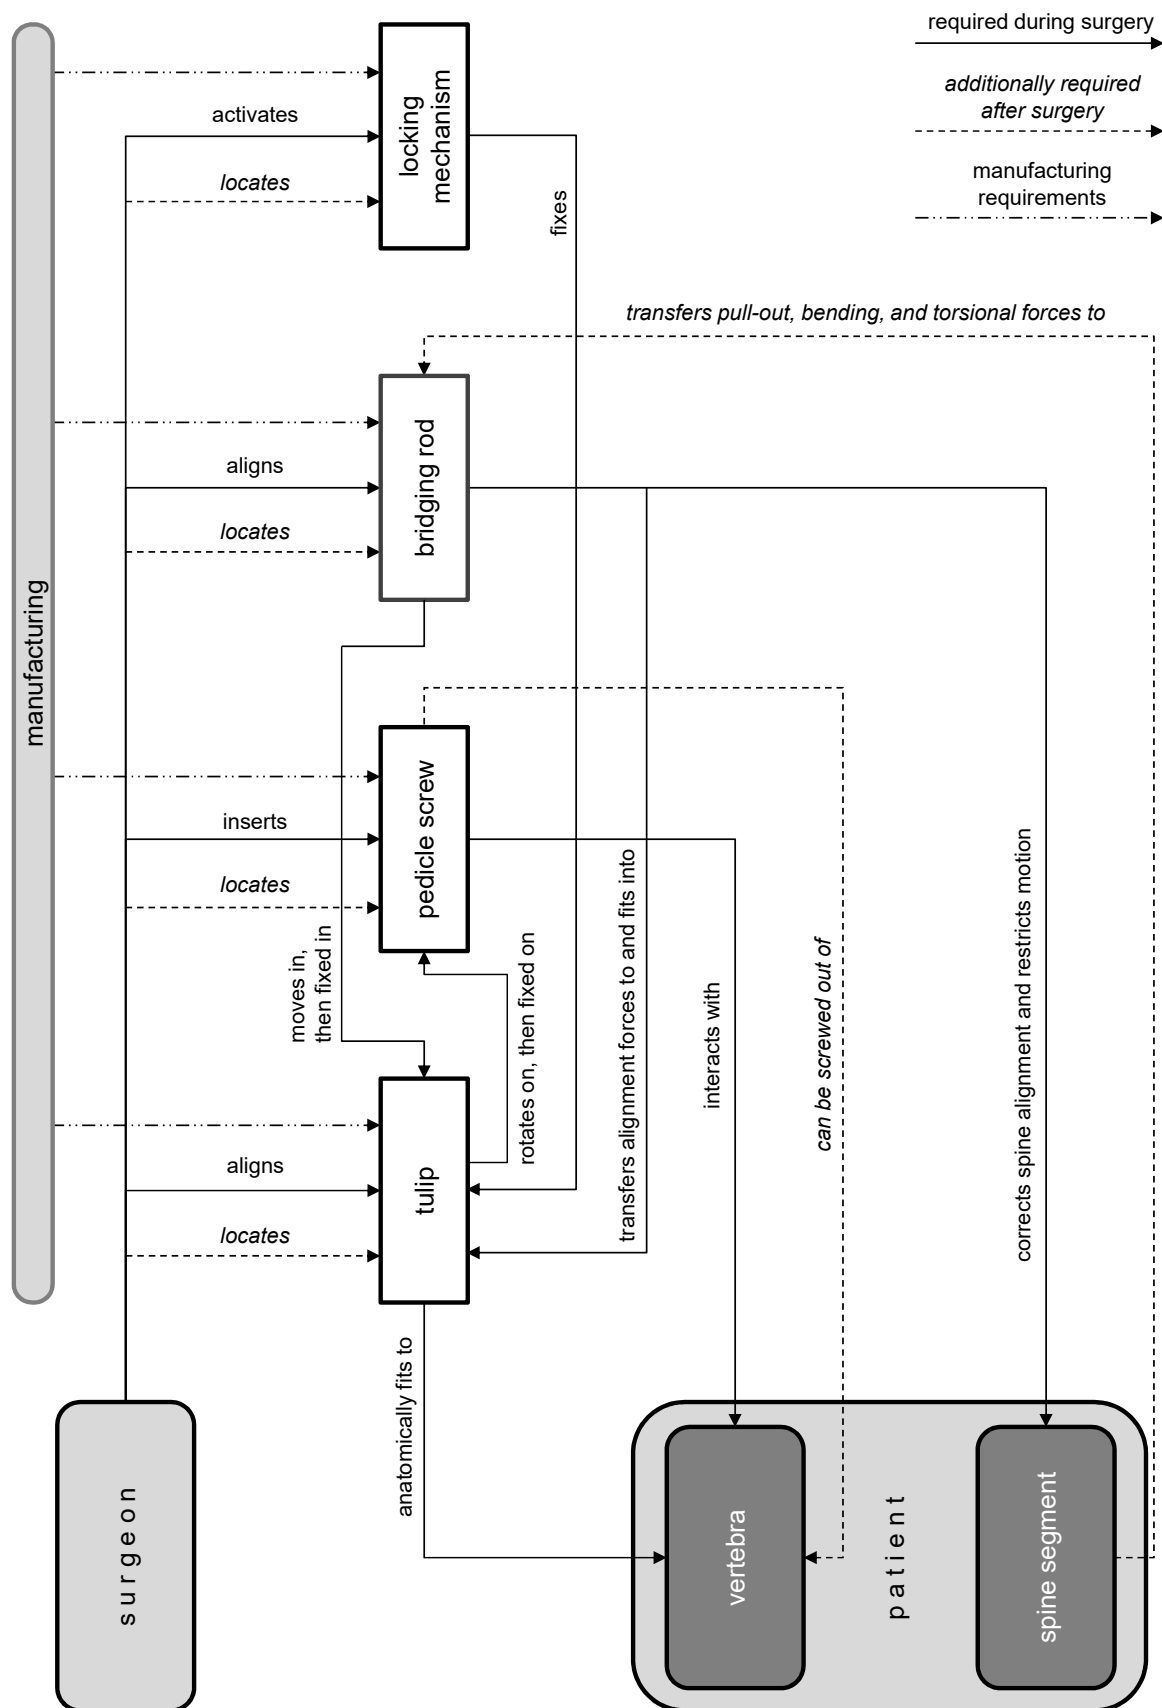 required during surgery
additionally required
after surgery
manufacturing
requirements
manufacturing
activates
locates
locking
mechanism
fixes
transfers pull-out, bending, and torsional forces to
aligns
locates
bridging rod
inserts
locates
pedicle screw
moves in,
then fixed in
rotates on, then fixed on
transfers alignment forces to and fits into
interacts with
can be screwed out of
corrects spine alignment and restricts motion
aligns
locates
tulip
anatomically fits to
surgeon
vertebra
patient
spine segment